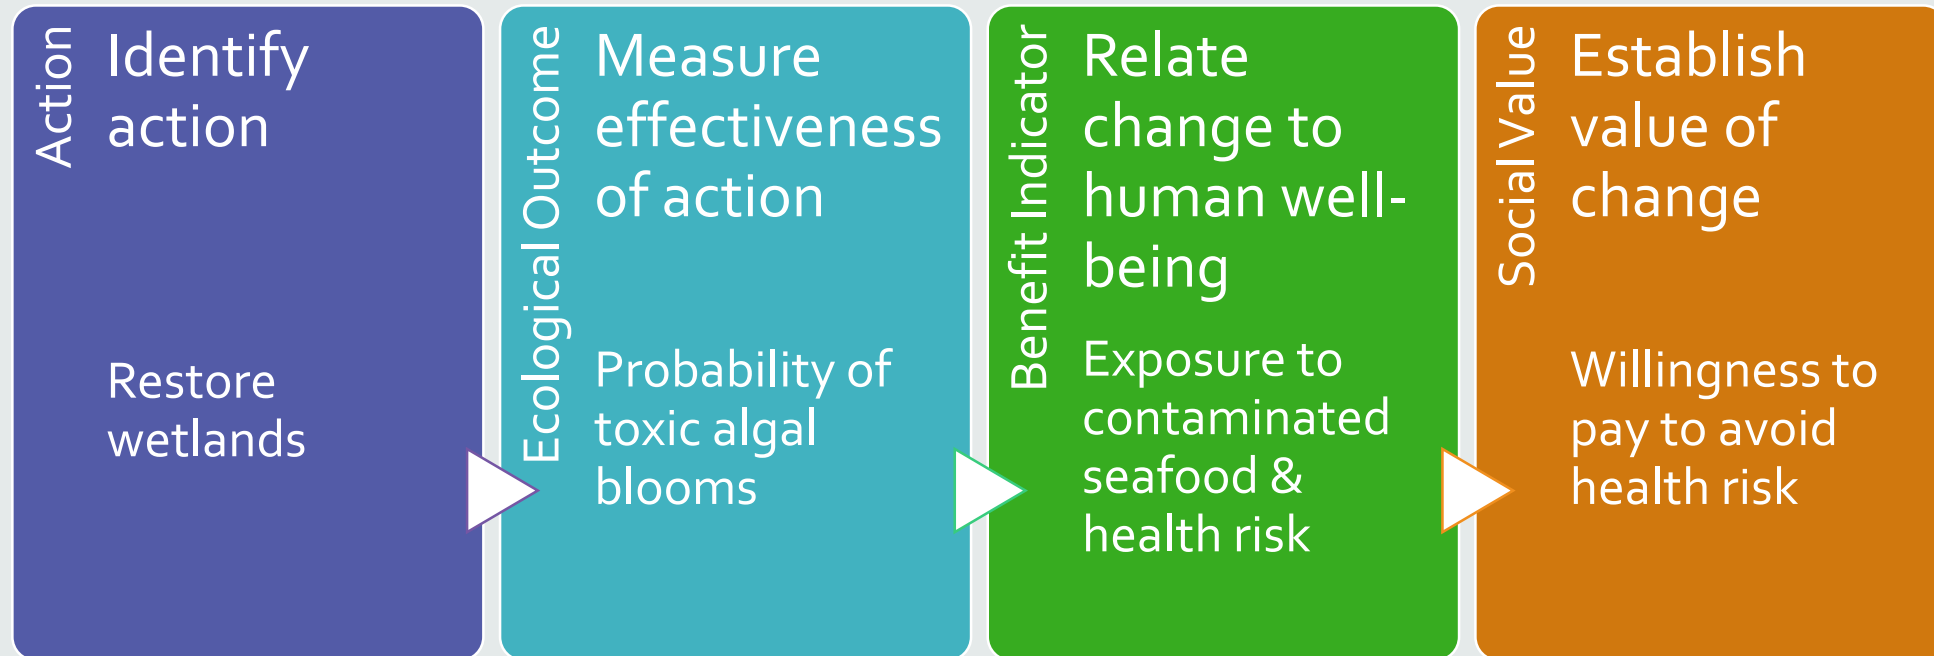 Action
Identify
action
Restore
wetlands
Ecological Outcome
Measure
effectiveness
of action
Probability of
toxic algal
blooms
Benefit Indicator
Relate
change to
human well-
being
Exposure to
contaminated
seafood &
health risk
Social Value
Establish
value of
change
Willingness to
pay to avoid
health risk